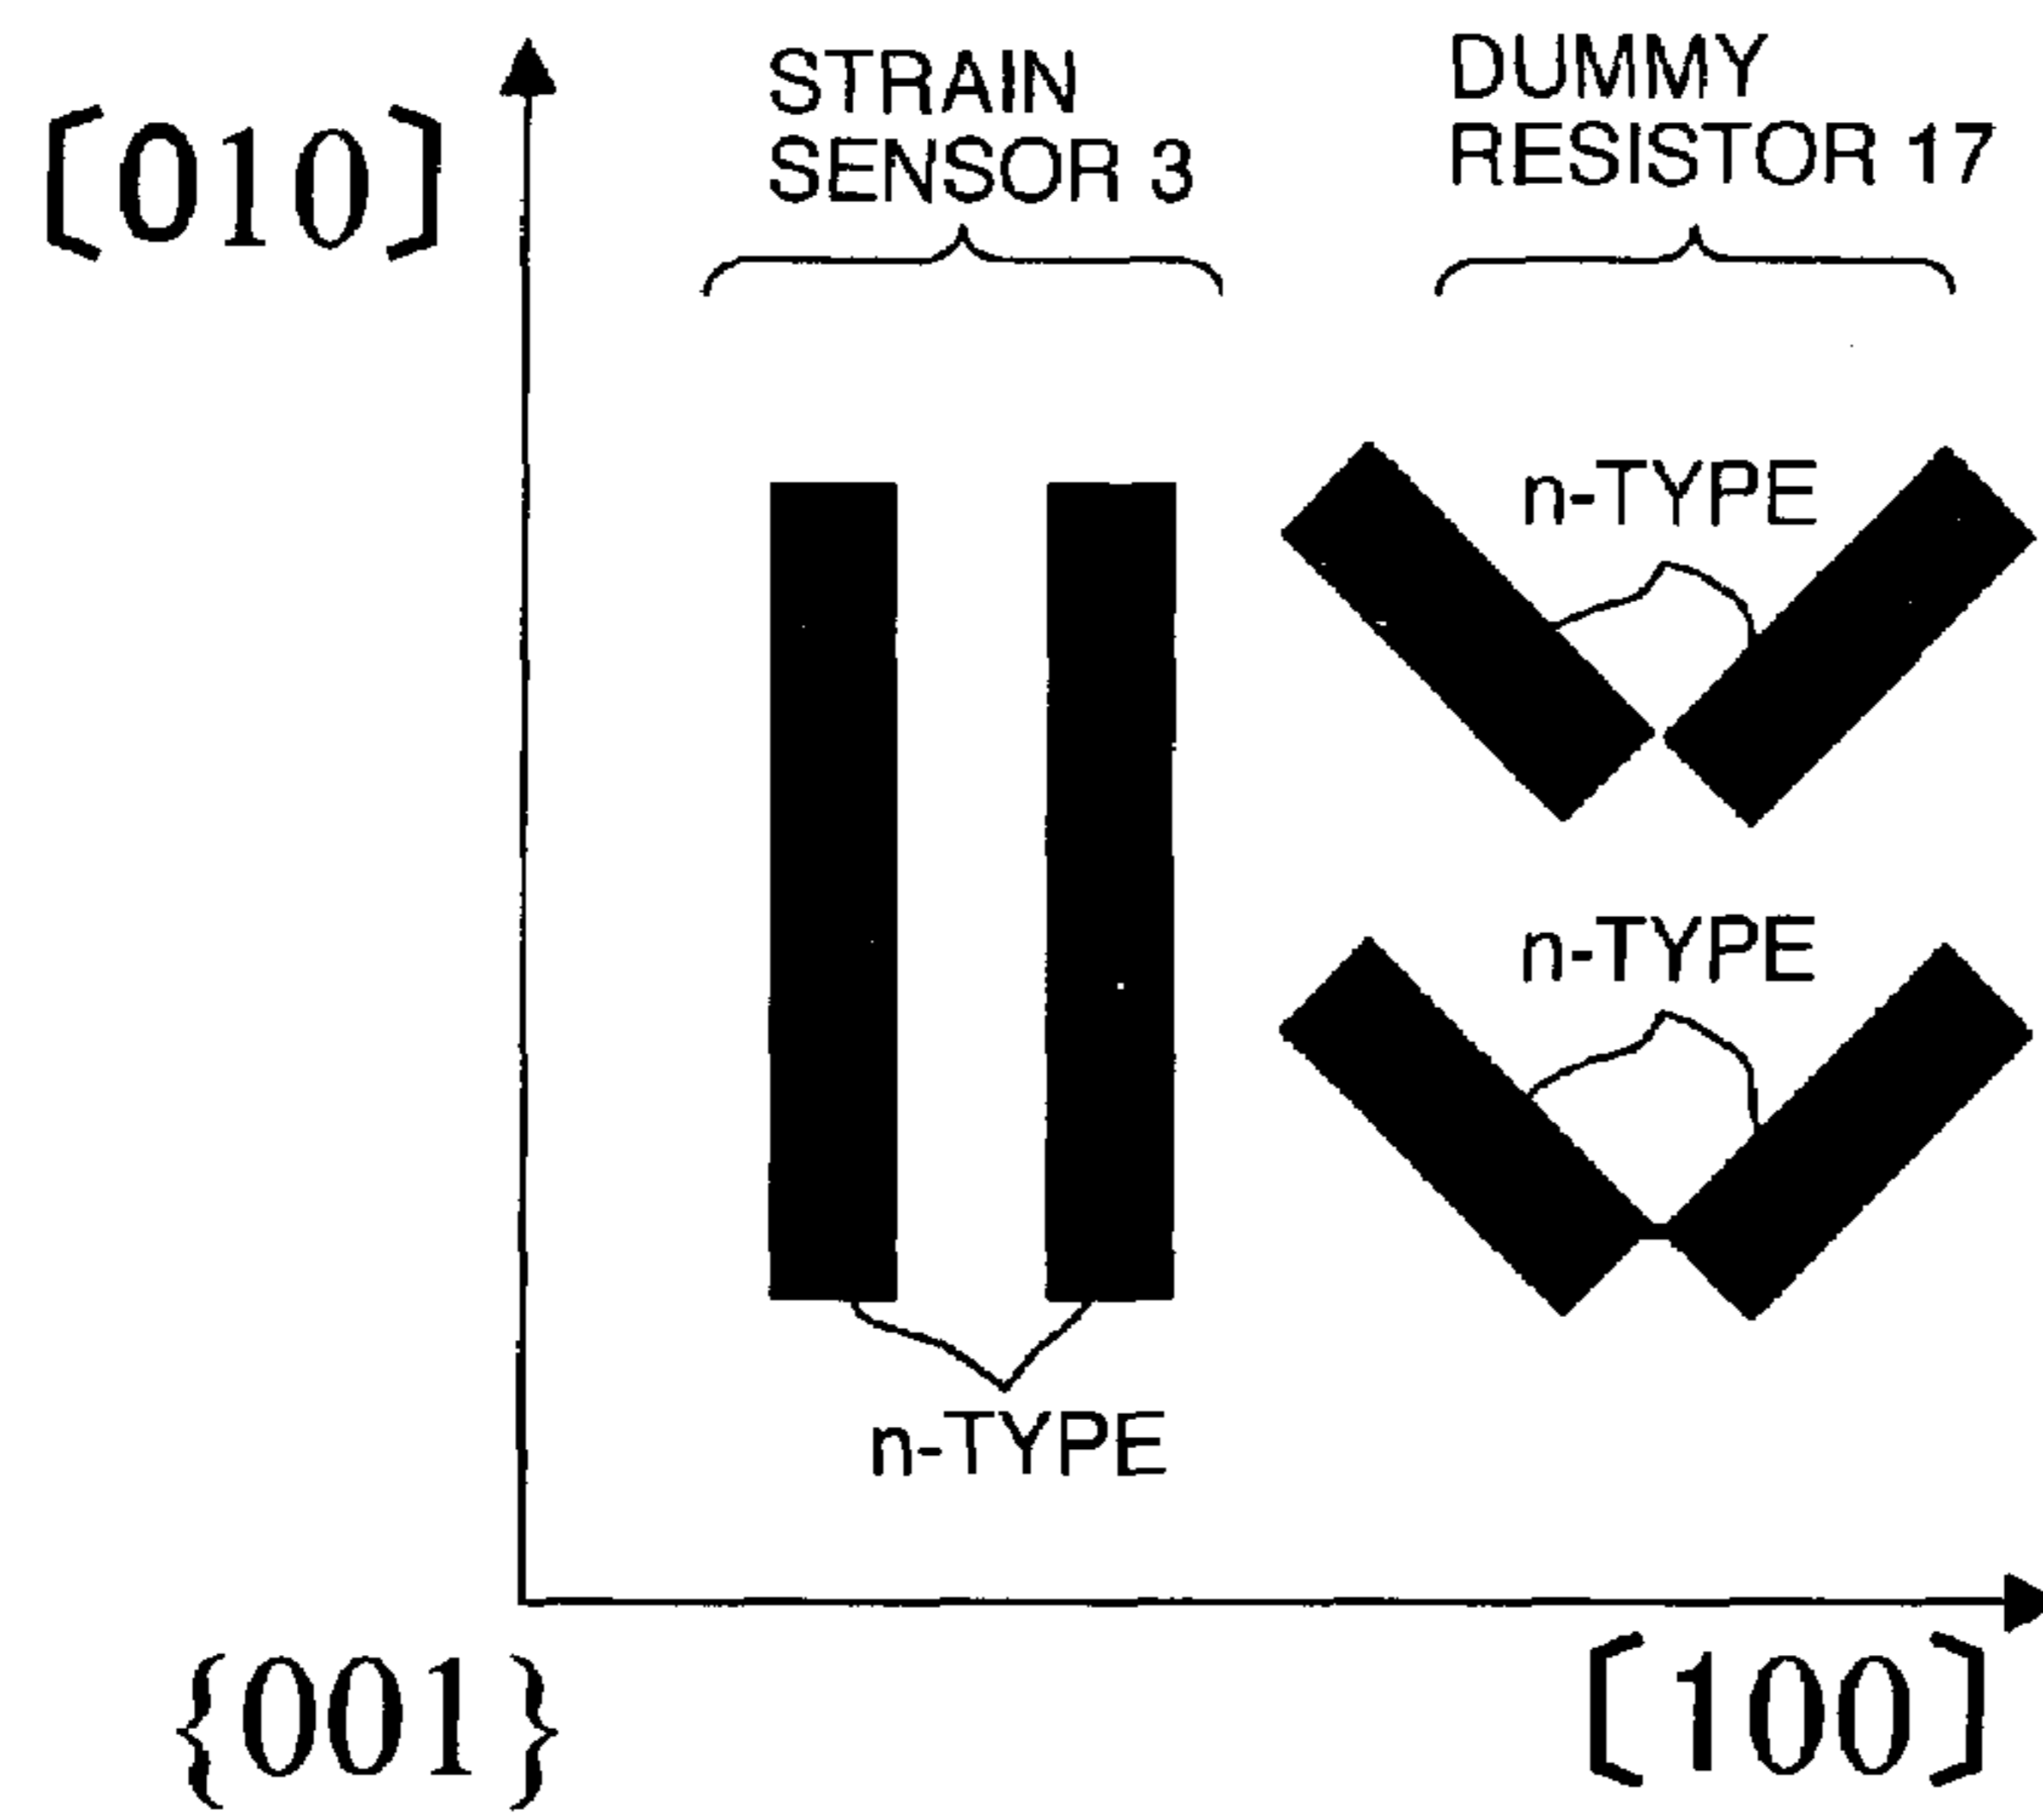 STRAIN
SENSOR 3
DUMMY
RESISTOR 17
〔010〕
n-TYPE
n-TYPE
n-TYPE
{001}
〔100〕